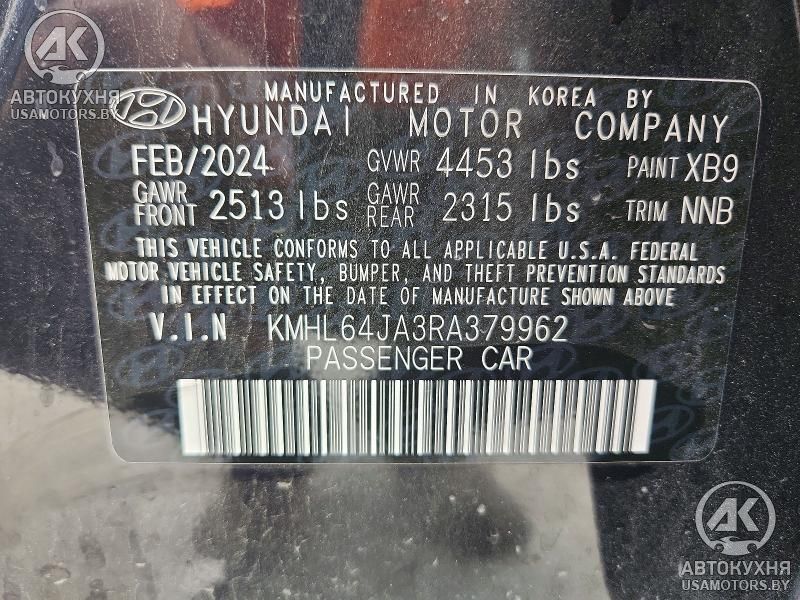 АК
АВТОКУХНЯ
USAMOTORS.BY
MANUFACTURED IN KOREA BY
HYUNDAI MOTOR COMPANY
FEB/2024 GVWR 4453 lbs PAINT XB9
GAWR FRONT 2513 lbs GAWR REAR 2315 lbs TRIM NNB
THIS VEHICLE CONFORMS TO ALL APPLICABLE U.S.A. FEDERAL
MOTOR VEHICLE SAFETY, BUMPER, AND THEFT PREVENTION STANDARDS
IN EFFECT ON THE DATE OF MANUFACTURE SHOWN ABOVE
V.I.N KMHL64JA3RA379962
PASSENGER CAR
АК
АВТОКУХНЯ
USAMOTORS.BY